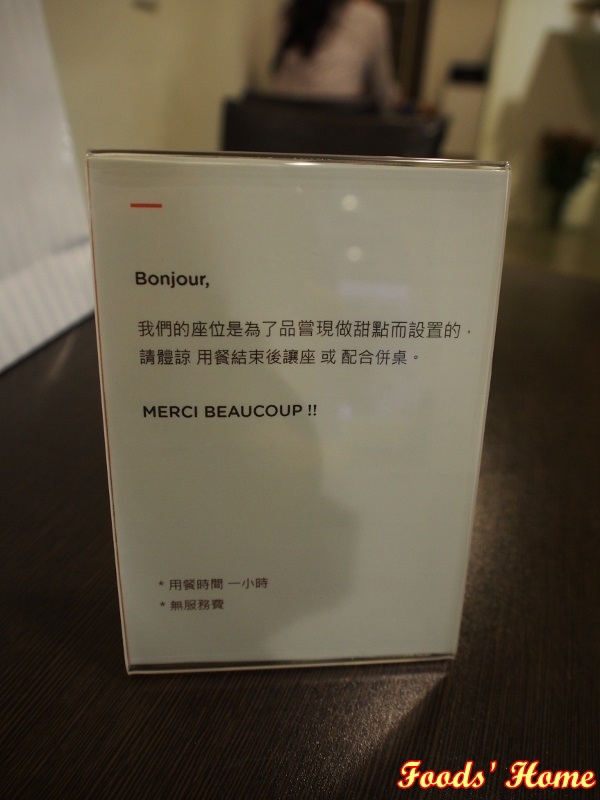 Bonjour,
我們的座位是為了品嘗現做甜點而設置的，
請體諒 用餐結束後讓座 或 配合併桌。
MERCI BEAUCOUP !!
* 用餐時間 一小時
* 無服務費
Foods' Home